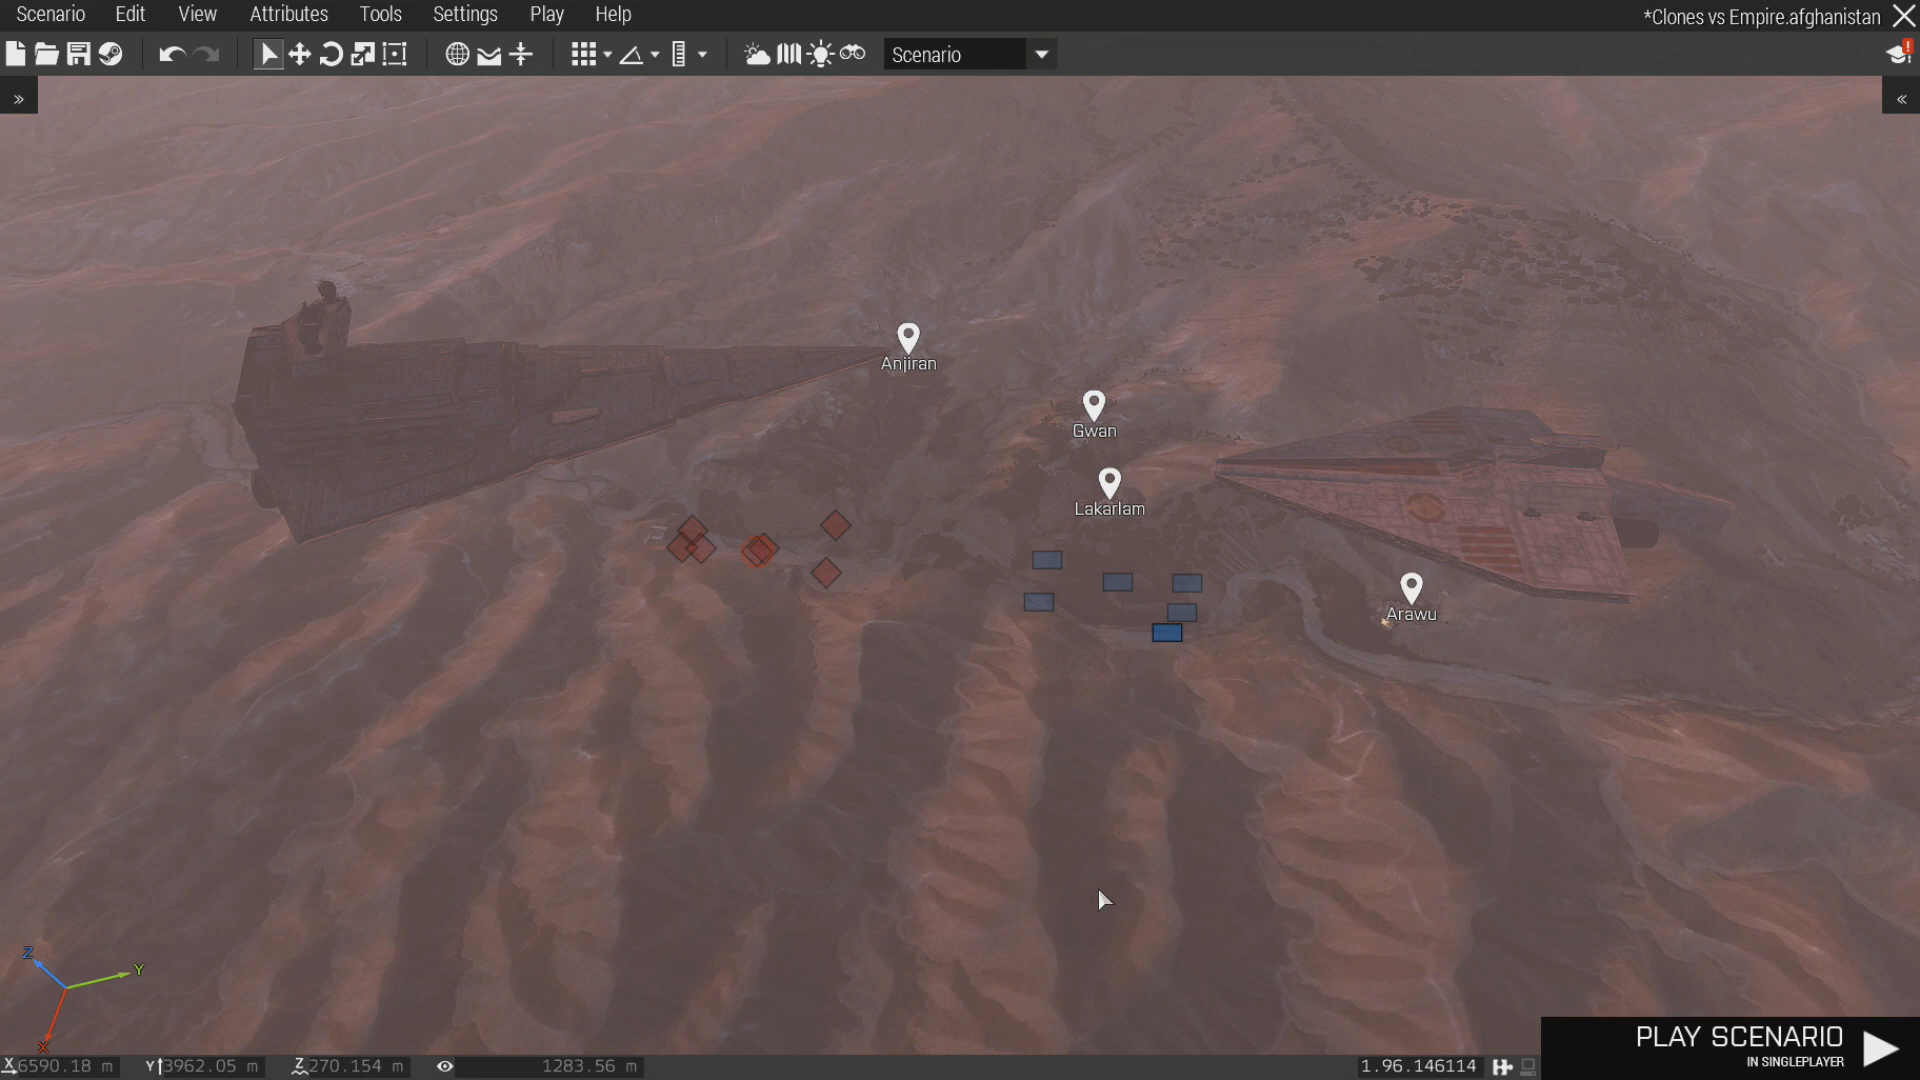 Scenario Edit View Attributes Tools Settings Play Help
*Clones vs Empire.afghanistan
Scenario
Anjiran
Gwan
Lakarlam
Arawu
Z
Y
X
PLAY SCENARIO
IN SINGLEPLAYER
X 6590.18 m Y 3962.05 m Z 270.154 m 1283.56 m 1.96.146114